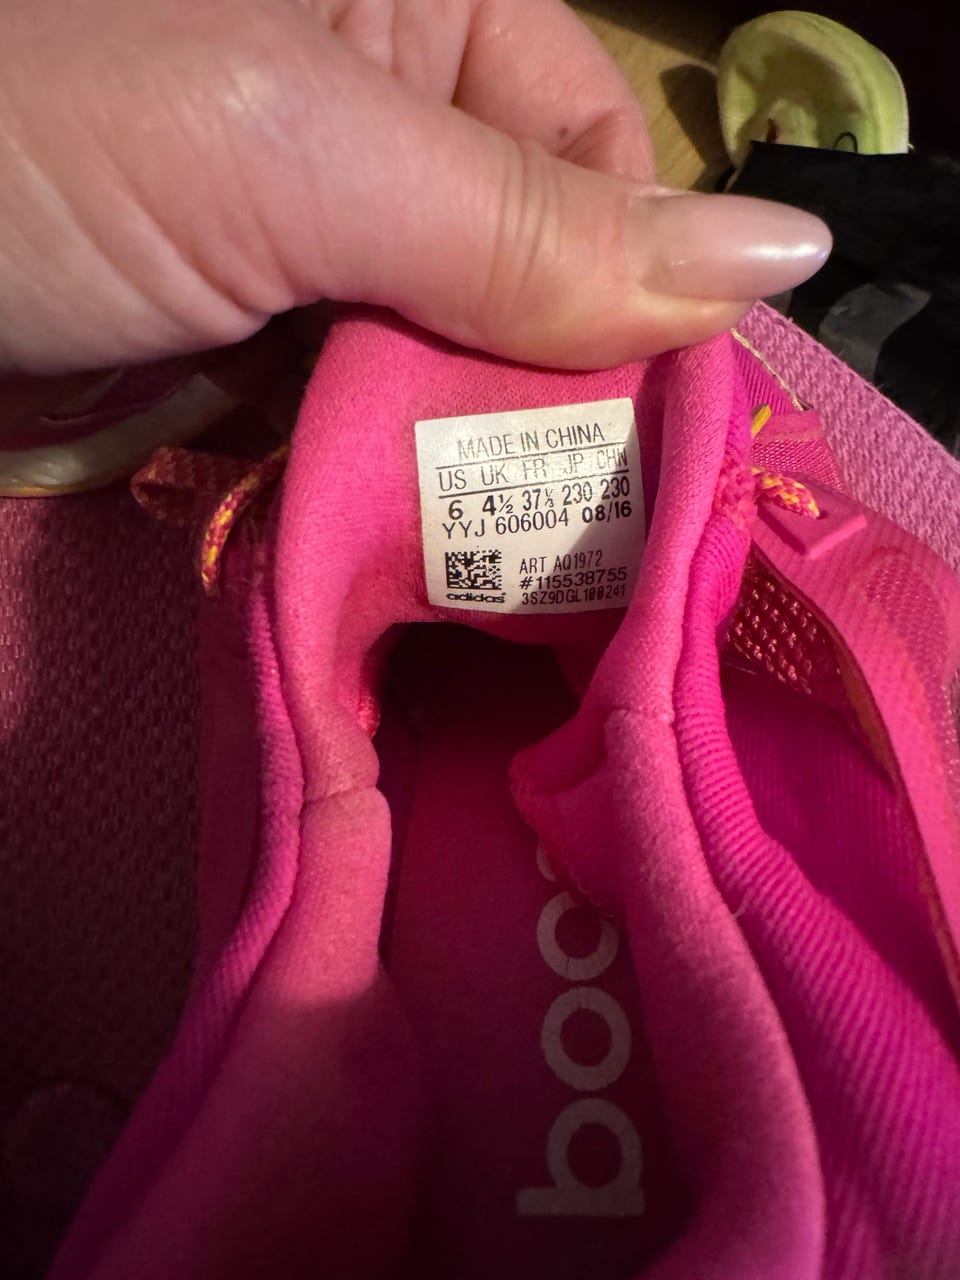 MADE IN CHINA
US UK FR JP CHN
6 4½ 37⅓ 230 230
YYJ 606004 08/16
ART AQ1972
#115538755
adidas® 3SZ9DGL100241
boo